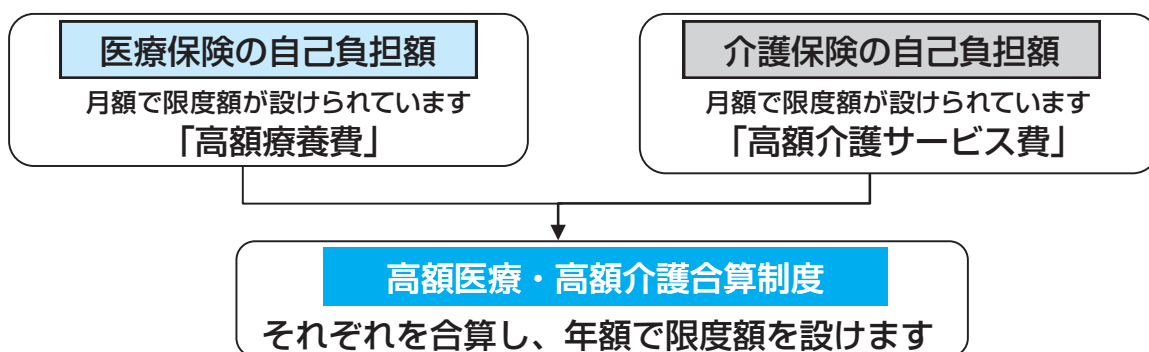 医療保険の自己負担額
月額で限度額が設けられています
「高額療養費」
介護保険の自己負担額
月額で限度額が設けられています
「高額介護サービス費」
高額医療・高額介護合算制度
それぞれを合算し、年額で限度額を設けます